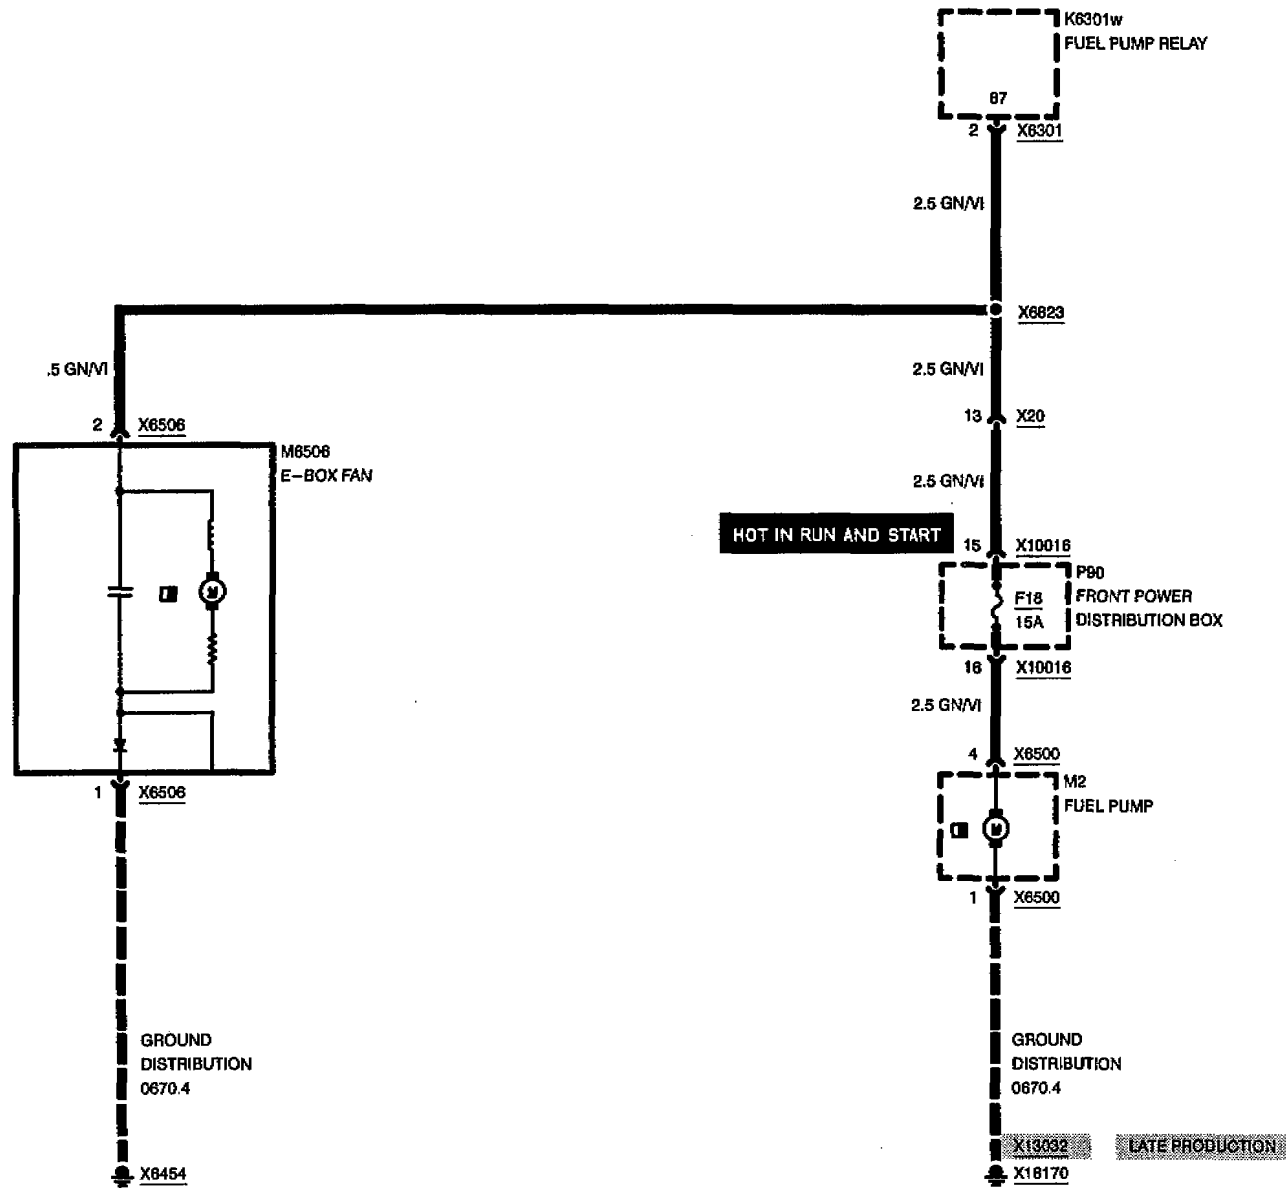 K6301w
FUEL PUMP RELAY
87
2 X6301
2.5 GN/VI
X6823
.5 GN/VI
2.5 GN/VI
13 X20
2 X6506
M6506
E-BOX FAN
2.5 GN/VI
HOT IN RUN AND START
15 X10016
P90
FRONT POWER
DISTRIBUTION BOX
F18
15A
M
16 X10016
2.5 GN/VI
4 X6500
M2
FUEL PUMP
1 X6506
M
1 X6500
GROUND
DISTRIBUTION
0670.4
GROUND
DISTRIBUTION
0670.4
X13032 LATE PRODUCTION
X6454
X18170